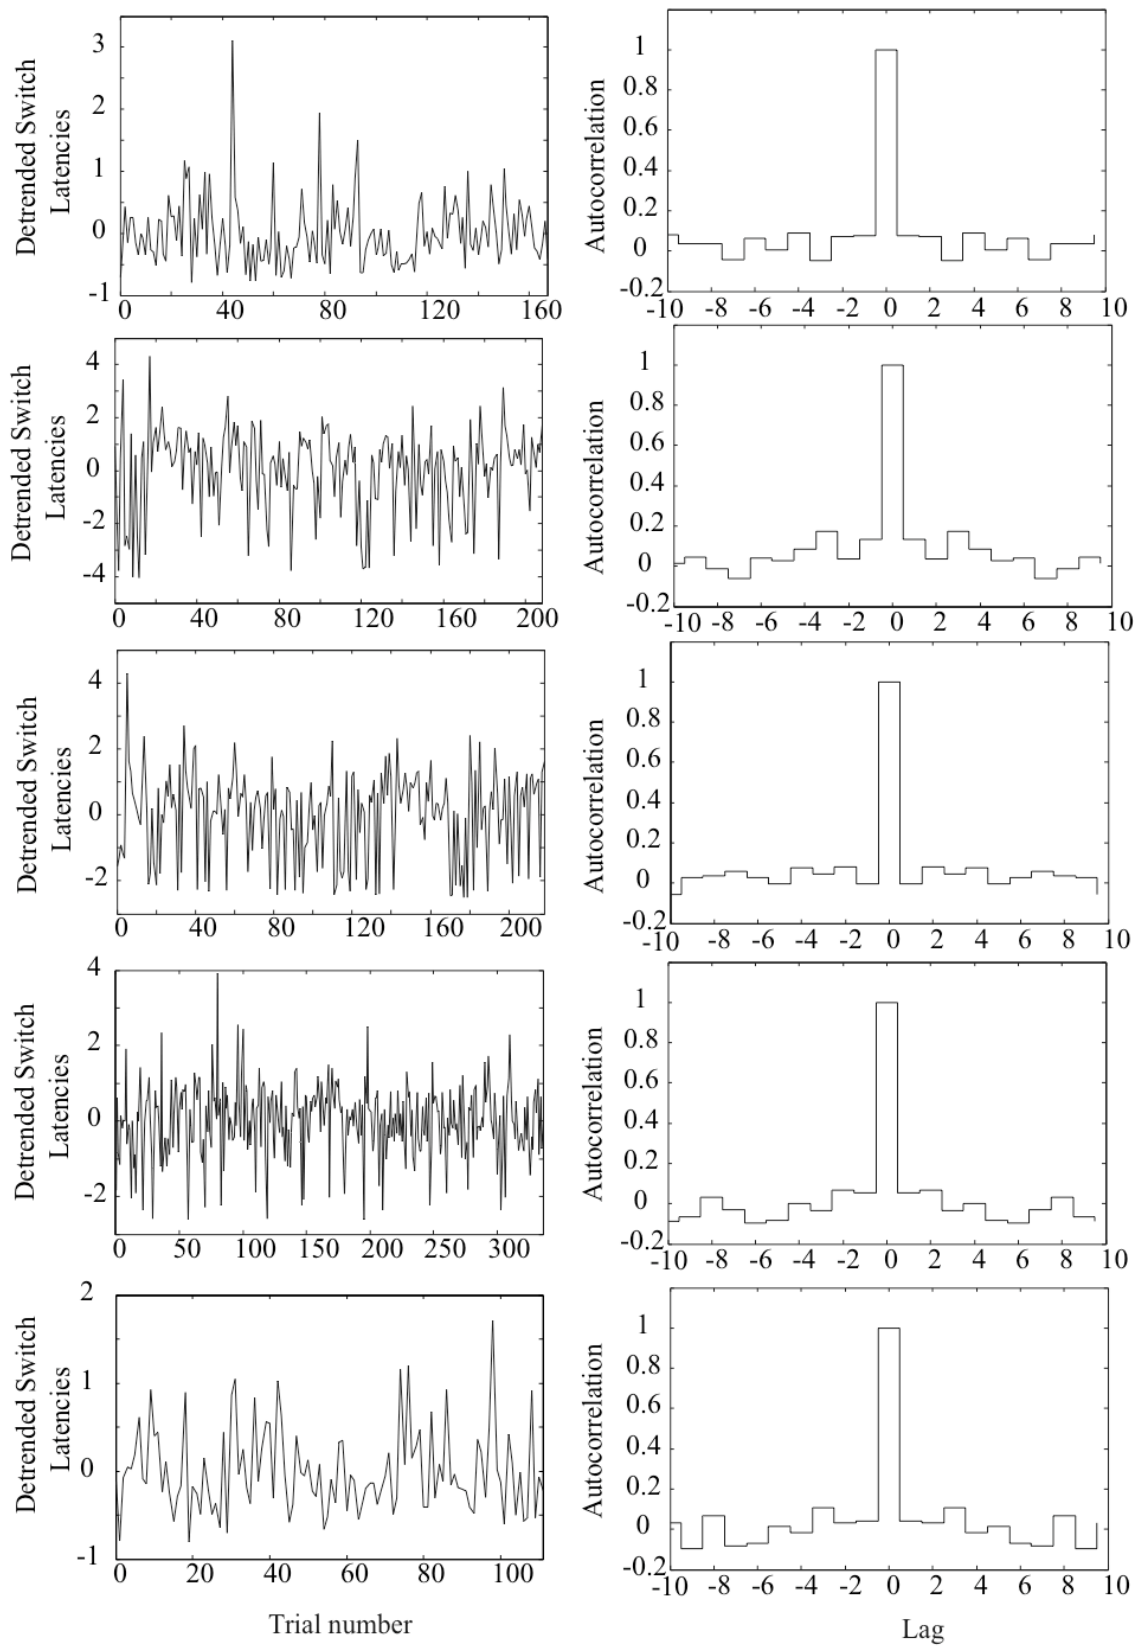 Detrended Switch
Latencies
3
2
1
0
-1
0 40 80 120 160
Autocorrelation
1
0.8
0.6
0.4
0.2
0
-0.2
-10 -8 -6 -4 -2 0 2 4 6 8 10
Detrended Switch
Latencies
4
2
0
-2
-4
0 40 80 120 160 200
Autocorrelation
1
0.8
0.6
0.4
0.2
0
-0.2
-10 -8 -6 -4 -2 0 2 4 6 8 10
Detrended Switch
Latencies
4
2
0
-2
0 40 80 120 160 200
Autocorrelation
1
0.8
0.6
0.4
0.2
0
-0.2
-10 -8 -6 -4 -2 0 2 4 6 8 10
Detrended Switch
Latencies
4
2
0
-2
0 50 100 150 200 250 300
Autocorrelation
1
0.8
0.6
0.4
0.2
0
-0.2
-10 -8 -6 -4 -2 0 2 4 6 8 10
Detrended Switch
Latencies
2
1
0
-1
0 20 40 60 80 100
Trial number
Autocorrelation
1
0.8
0.6
0.4
0.2
0
-0.2
-10 -8 -6 -4 -2 0 2 4 6 8 10
Lag